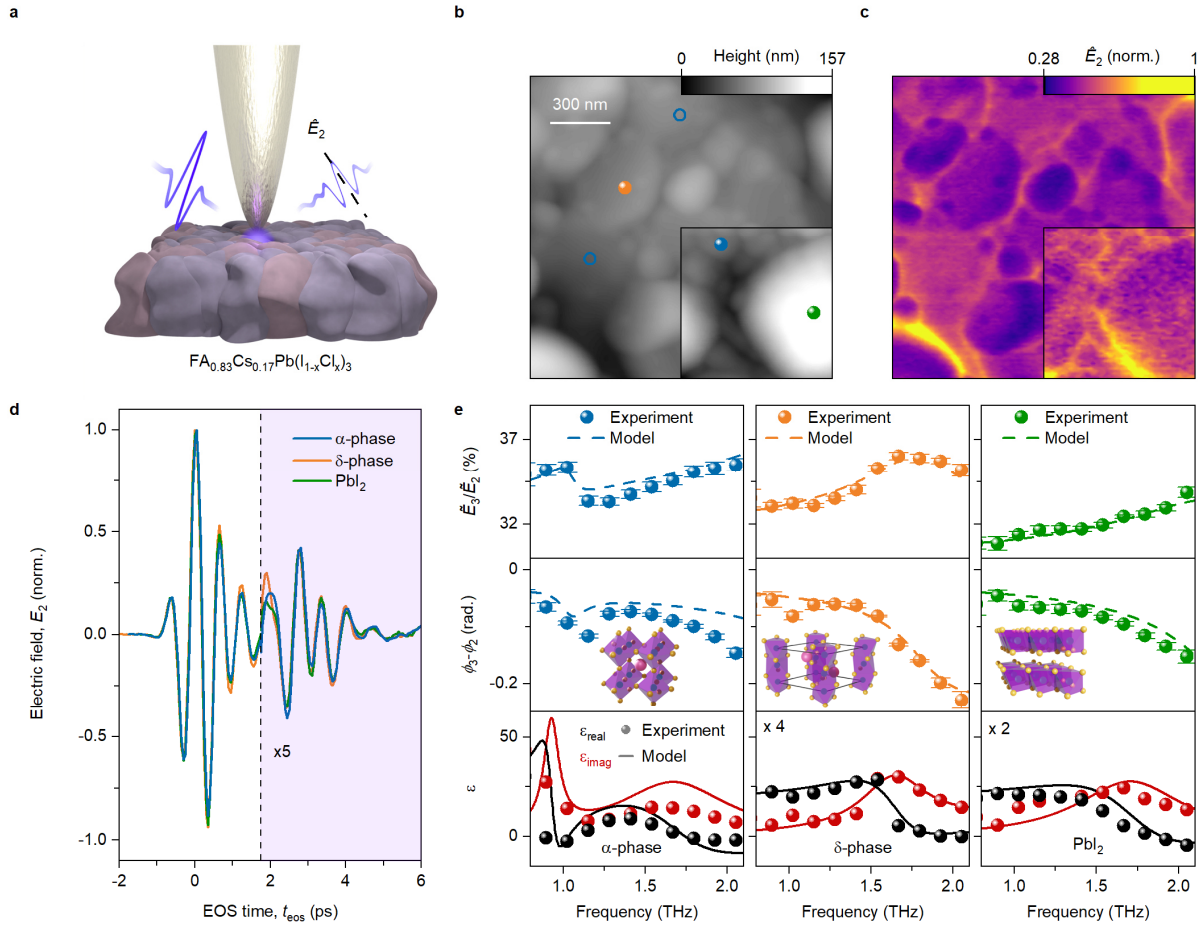 a
Ê₂
FA₀.₈₃Cs₀.₁₇Pb(I₁₋ₓClₓ)₃
b
0 Height (nm) 157
300 nm
c
0.28 Ê₂ (norm.) 1
d
Electric field, E₂ (norm.)
1.0
0.5
0.0
-0.5
-1.0
α-phase
δ-phase
PbI₂
x5
-2 0 2 4 6
EOS time, t_eos (ps)
e
Ẽ₃/Ẽ₂ (%)
37
32
Experiment
Model
Experiment
Model
Experiment
Model
ϕ₃-ϕ₂ (rad.)
0
-0.2
ε
50
0
ε_real Experiment
ε_imag Model
α-phase
x 4
δ-phase
x 2
PbI₂
1.0 1.5 2.0
1.0 1.5 2.0
1.0 1.5 2.0
Frequency (THz)
Frequency (THz)
Frequency (THz)